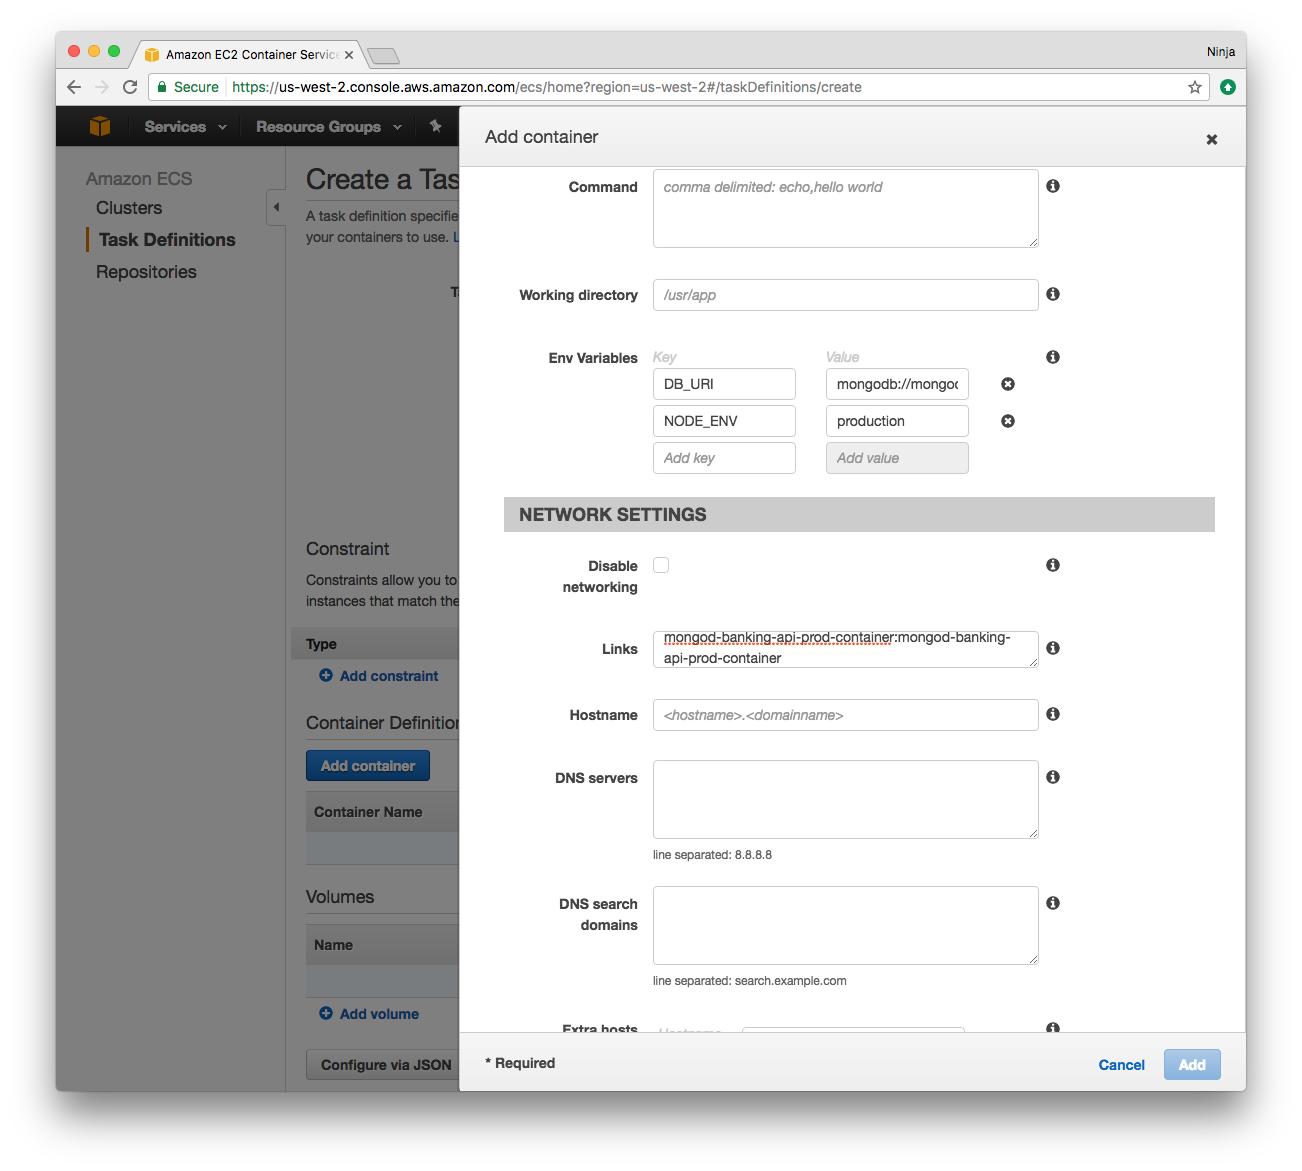 Amazon EC2 Container Service
Ninja
Secure
https://us-west-2.console.aws.amazon.com/ecs/home?region=us-west-2#/taskDefinitions/create
Services
Resource Groups
Add container
Amazon ECS
Clusters
Task Definitions
Repositories
Create a Tas
A task definition specifie
your containers to use. L
Ta
Constraint
Constraints allow you to
instances that match the
Type
Add constraint
Container Definition
Add container
Container Name
Volumes
Name
Add volume
Configure via JSON
Command
comma delimited: echo,hello world
Working directory
/usr/app
Env Variables
Key
Value
DB_URI
mongodb://mongod
NODE_ENV
production
Add key
Add value
NETWORK SETTINGS
Disable
networking
Links
mongod-banking-api-prod-container:mongod-banking-
api-prod-container
Hostname
<hostname>.<domainname>
DNS servers
line separated: 8.8.8.8
DNS search
domains
line separated: search.example.com
Extra hosts
Hostname
* Required
Cancel
Add